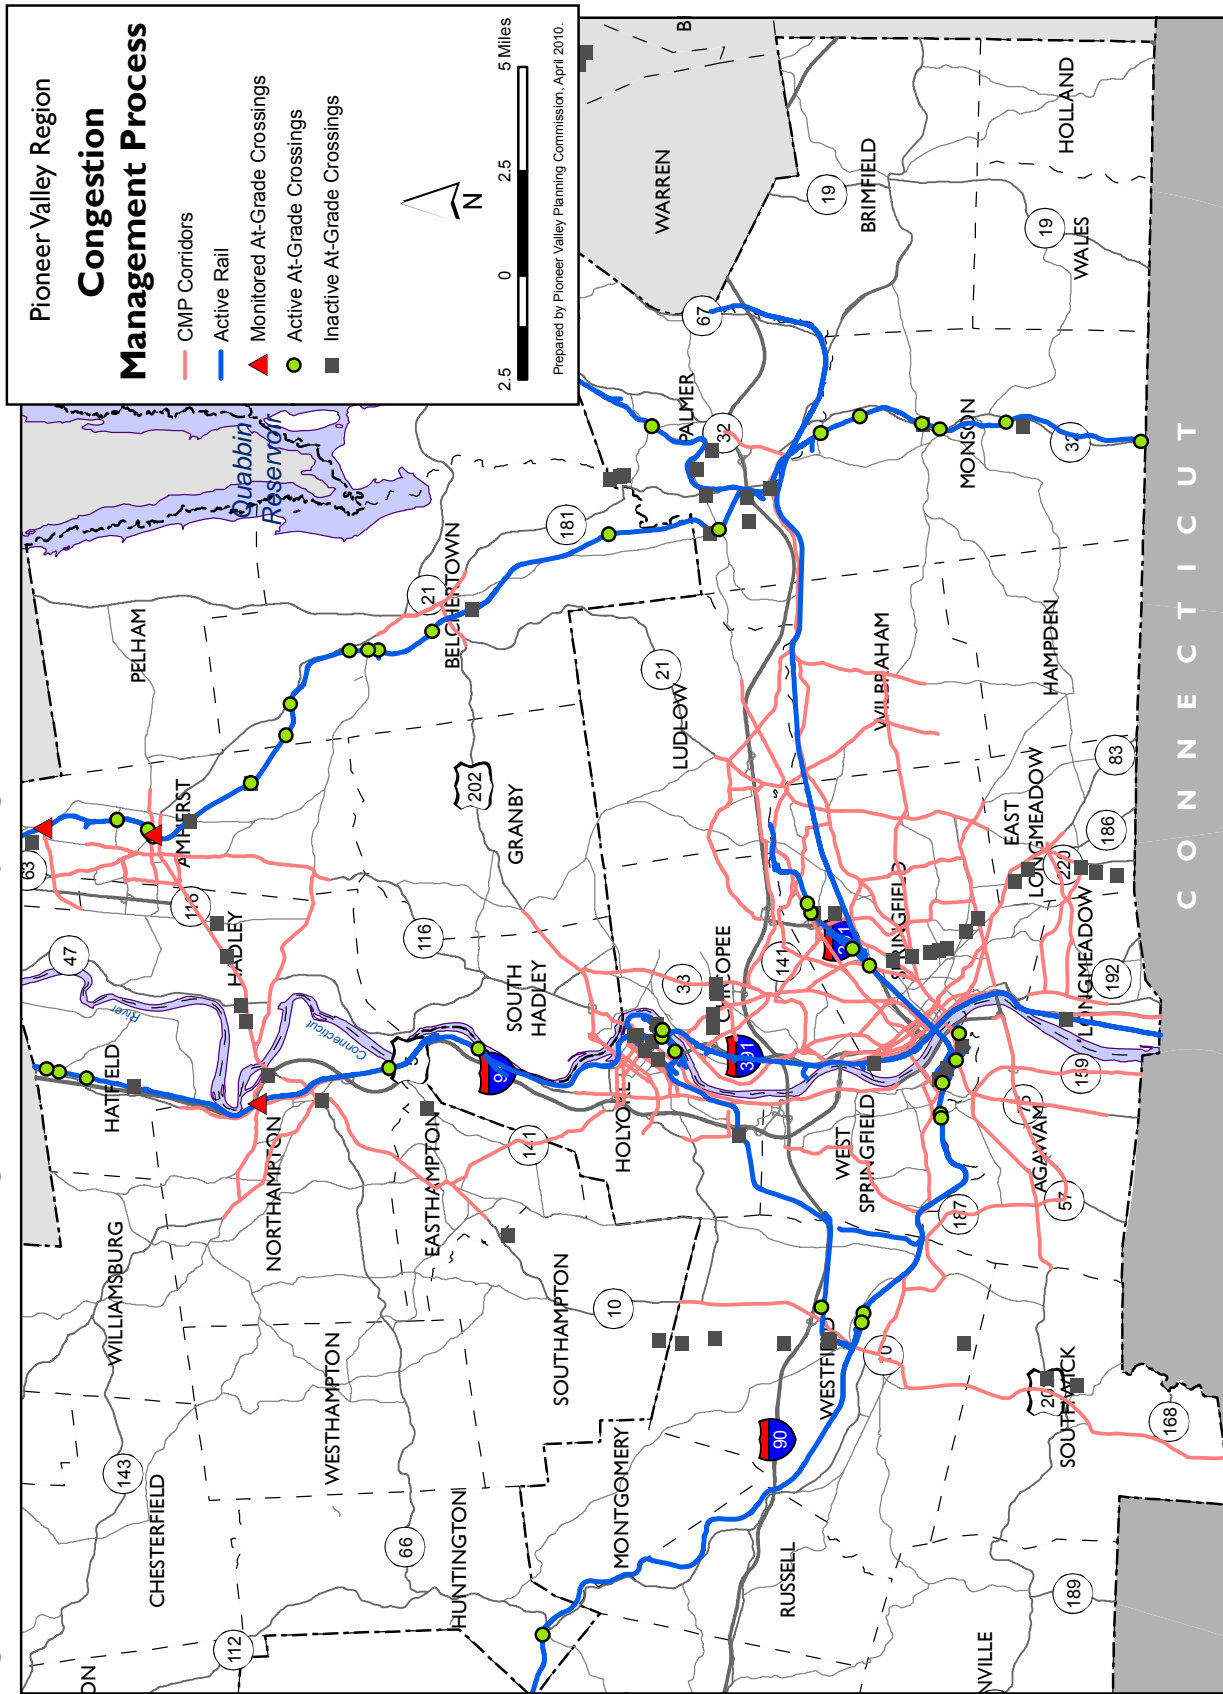 Pioneer Valley Region
Congestion
Management Process
CMP Corridors
Active Rail
Monitored At-Grade Crossings
Active At-Grade Crossings
Inactive At-Grade Crossings
N
2.5 0 2.5 5 Miles
Prepared by Pioneer Valley Planning Commission, April 2010.
Quabbin
Reservoir
PELHAM
AMHERST
63
116
HADLEY
47
River
Connecticut
HATFIELD
NORTHAMPTON
WILLIAMSBURG
143
CHESTERFIELD
112
WESTHAMPTON
66
HUNTINGTON
EASTHAMPTON
141
SOUTHAMPTON
10
MONTGOMERY
RUSSELL
90
189
BELCHERTOWN
21
181
202
GRANBY
116
SOUTH
HADLEY
HOLYOKE
33
CHICOPEE
141
391
LUDLOW
21
PALMER
32
67
WARREN
19
BRIMFIELD
HOLLAND
19
WALES
MONSON
32
WILBRAHAM
HAMPDEN
83
EAST
LONGMEADOW
186
220
LONGMEADOW
192
SPRINGFIELD
WEST
SPRINGFIELD
159
75
AGAWAM
57
187
WESTFIELD
SOUTHWICK
168
CONNECTICUT